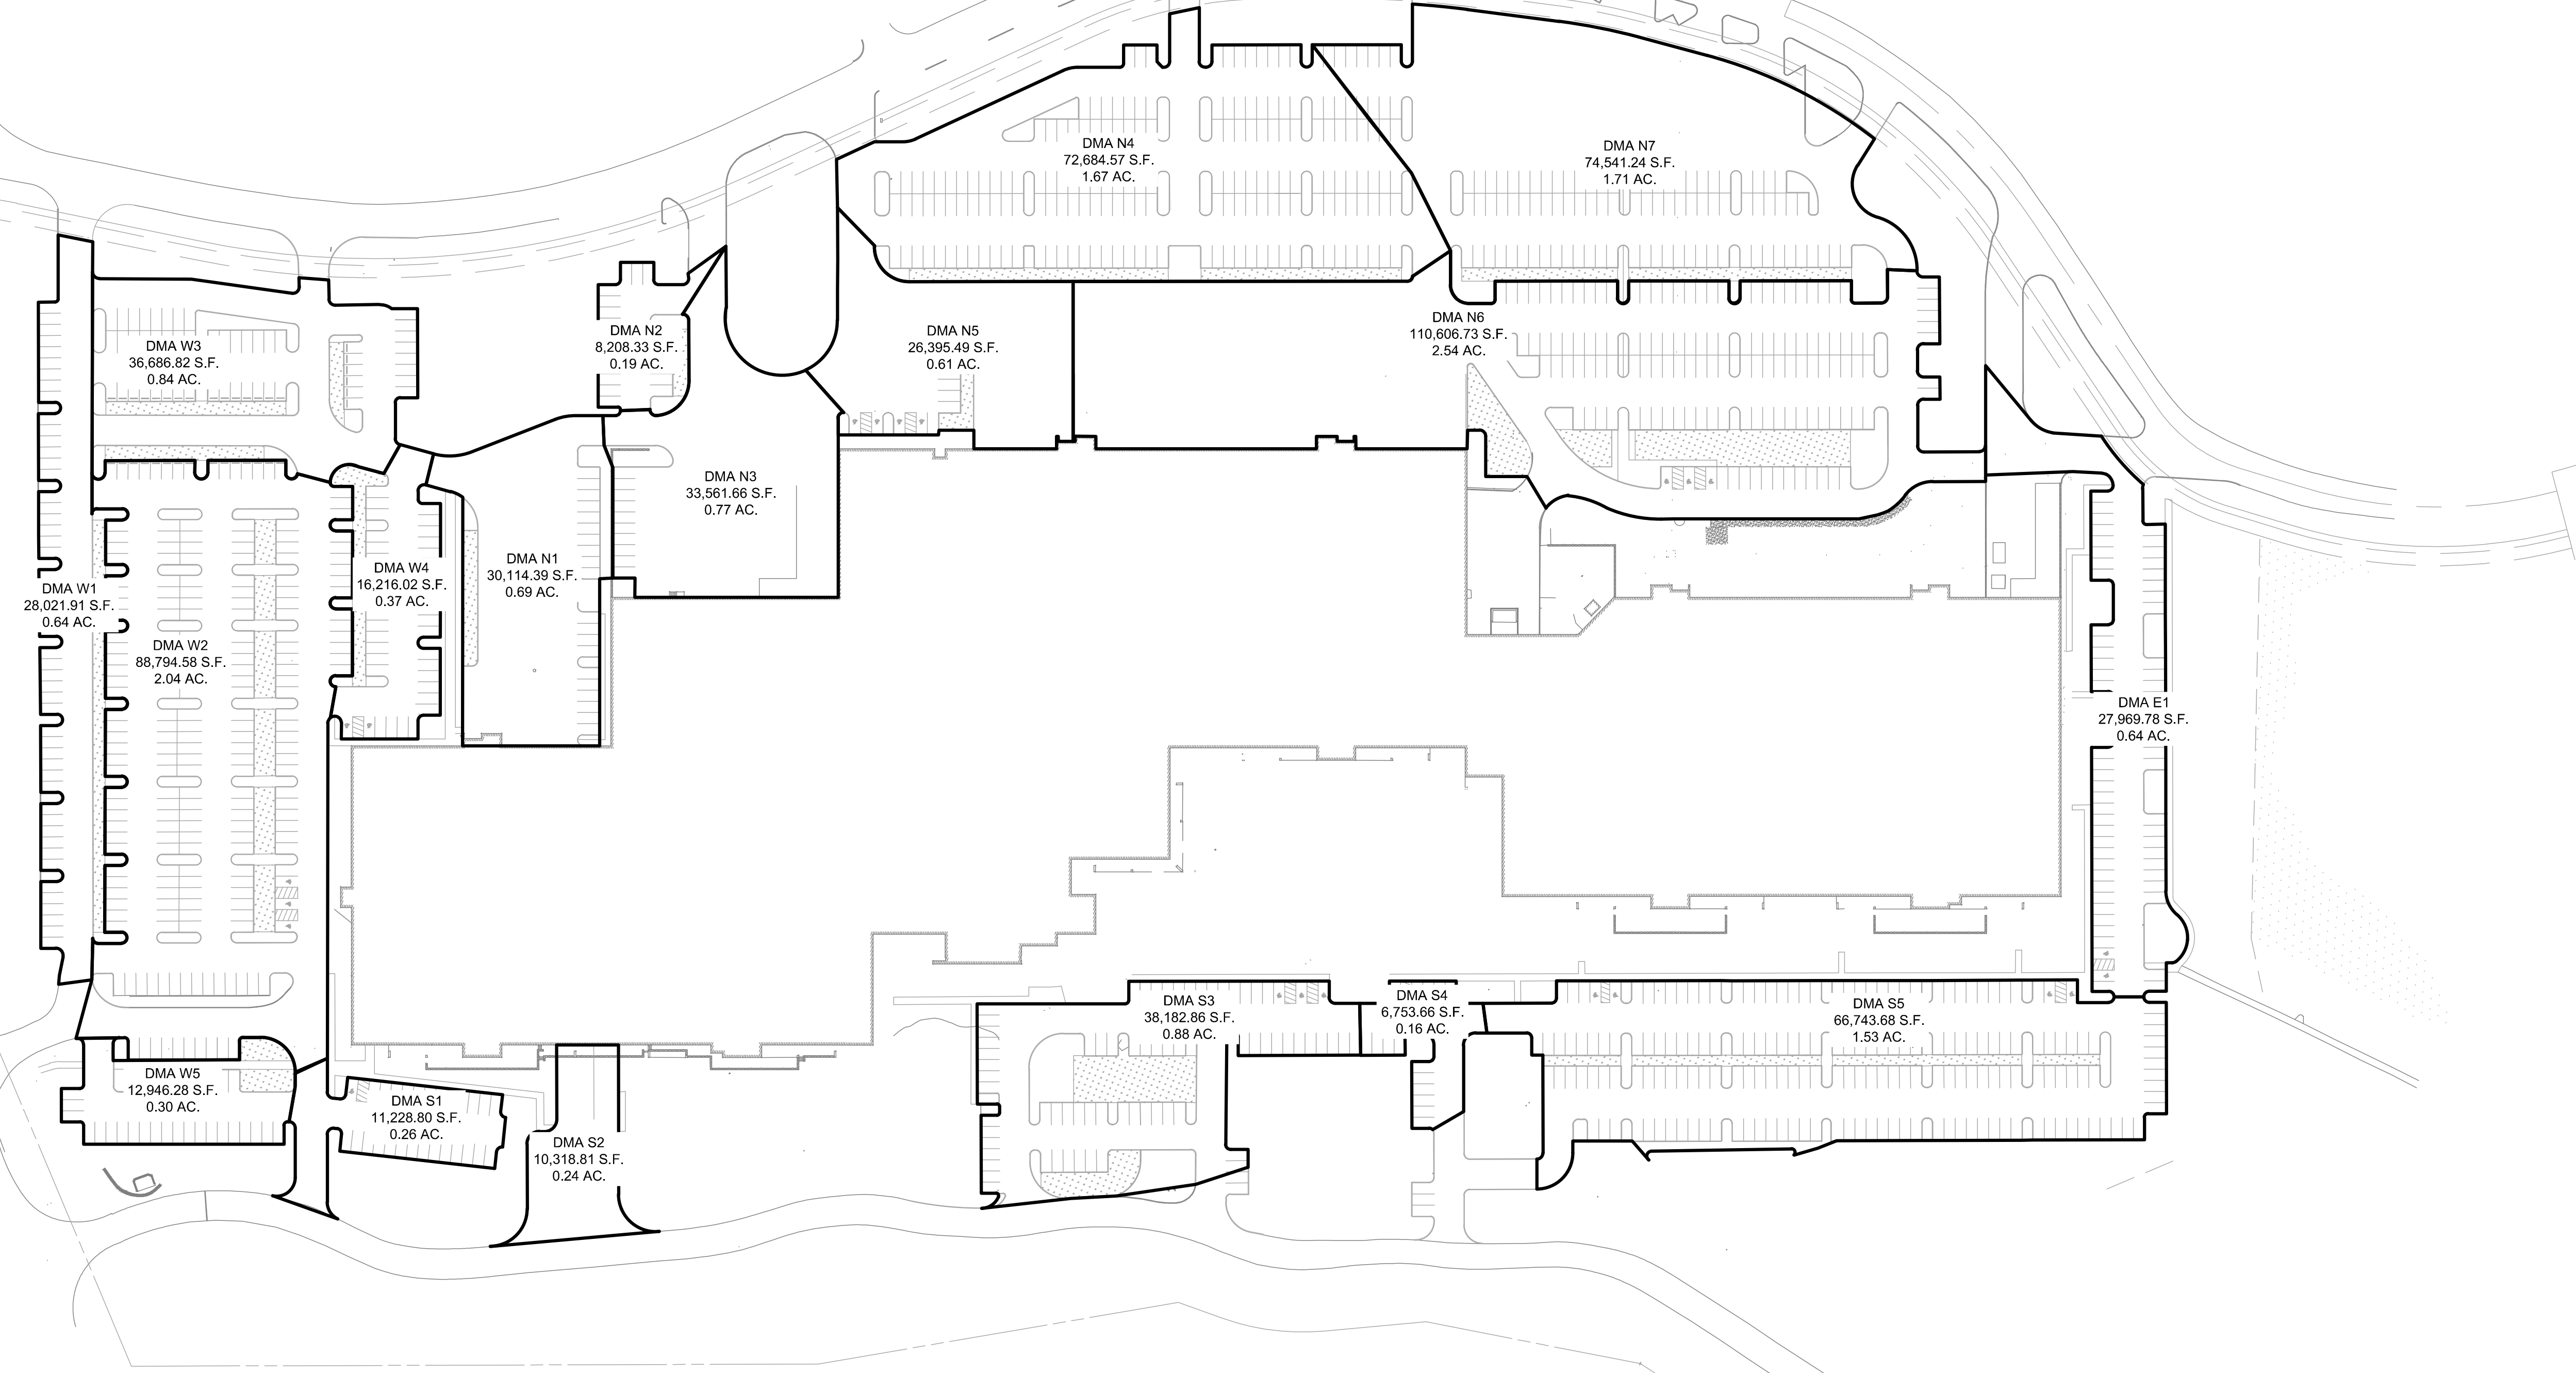 DMA N4
72,684.57 S.F.
1.67 AC.
DMA N7
74,541.24 S.F.
1.71 AC.
DMA W3
36,686.82 S.F.
0.84 AC.
DMA N2
8,208.33 S.F.
0.19 AC.
DMA N5
26,395.49 S.F.
0.61 AC.
DMA N6
110,606.73 S.F.
2.54 AC.
DMA N3
33,561.66 S.F.
0.77 AC.
DMA W1
28,021.91 S.F.
0.64 AC.
DMA W4
16,216.02 S.F.
0.37 AC.
DMA N1
30,114.39 S.F.
0.69 AC.
DMA W2
88,794.58 S.F.
2.04 AC.
DMA E1
27,969.78 S.F.
0.64 AC.
DMA S3
38,182.86 S.F.
0.88 AC.
DMA S4
6,753.66 S.F.
0.16 AC.
DMA S5
66,743.68 S.F.
1.53 AC.
DMA W5
12,946.28 S.F.
0.30 AC.
DMA S1
11,228.80 S.F.
0.26 AC.
DMA S2
10,318.81 S.F.
0.24 AC.